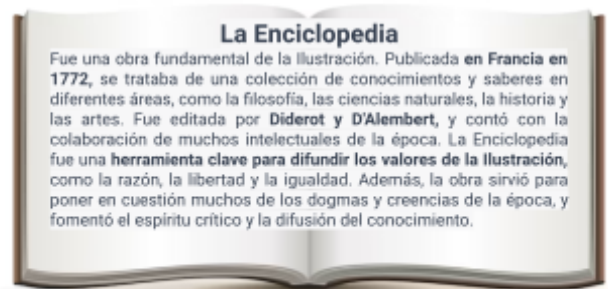 La Enciclopedia
Fue una obra fundamental de la Ilustración. Publicada en Francia en
1772, se trataba de una colección de conocimientos y saberes en
diferentes áreas, como la filosofía, las ciencias naturales, la historia y
las artes. Fue editada por Diderot y D'Alembert, y contó con la
colaboración de muchos intelectuales de la época. La Enciclopedia
fue una herramienta clave para difundir los valores de la Ilustración,
como la razón, la libertad y la igualdad. Además, la obra sirvió para
poner en cuestión muchos de los dogmas y creencias de la época, y
fomentó el espíritu crítico y la difusión del conocimiento.